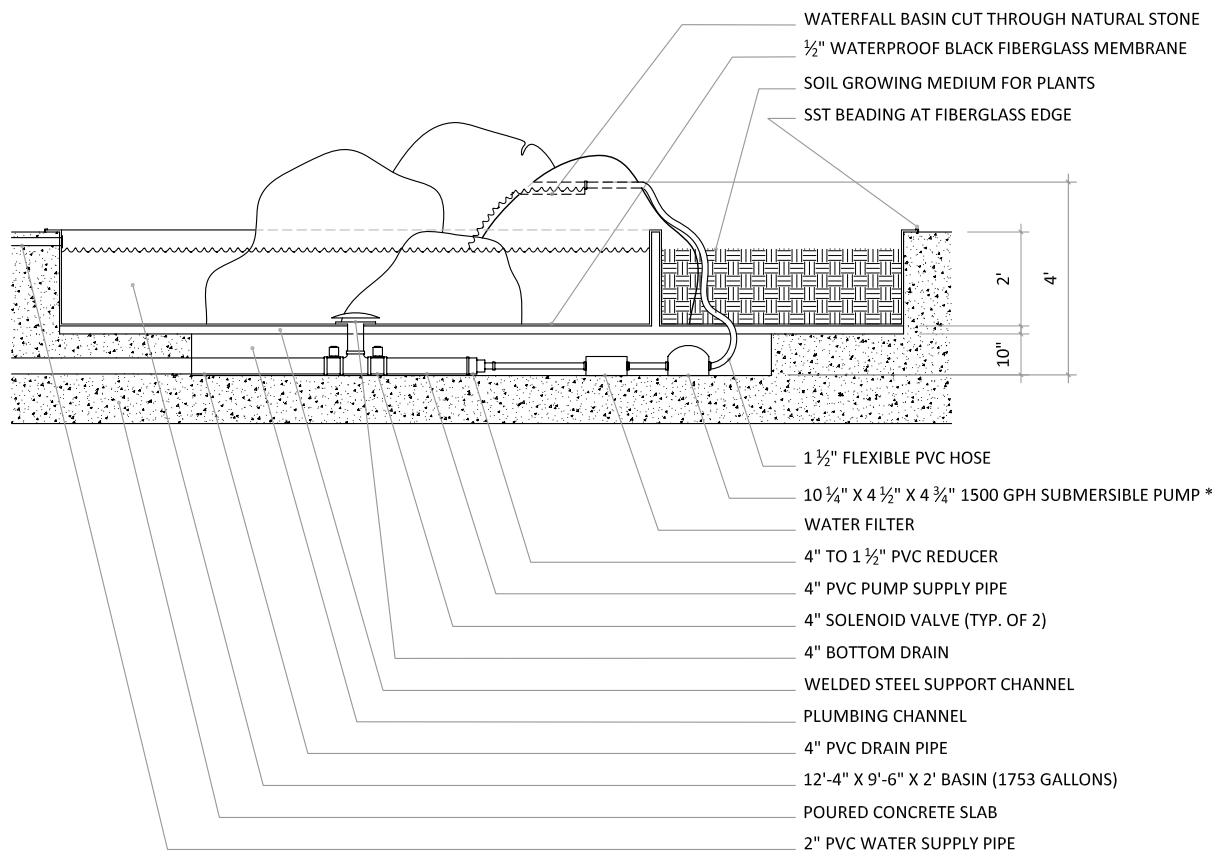 WATERFALL BASIN CUT THROUGH NATURAL STONE
½" WATERPROOF BLACK FIBERGLASS MEMBRANE
SOIL GROWING MEDIUM FOR PLANTS
SST BEADING AT FIBERGLASS EDGE
2'
4'
10"
1 ½" FLEXIBLE PVC HOSE
10 ¼" X 4 ½" X 4 ¾" 1500 GPH SUBMERSIBLE PUMP *
WATER FILTER
4" TO 1 ½" PVC REDUCER
4" PVC PUMP SUPPLY PIPE
4" SOLENOID VALVE (TYP. OF 2)
4" BOTTOM DRAIN
WELDED STEEL SUPPORT CHANNEL
PLUMBING CHANNEL
4" PVC DRAIN PIPE
12'-4" X 9'-6" X 2' BASIN (1753 GALLONS)
POURED CONCRETE SLAB
2" PVC WATER SUPPLY PIPE